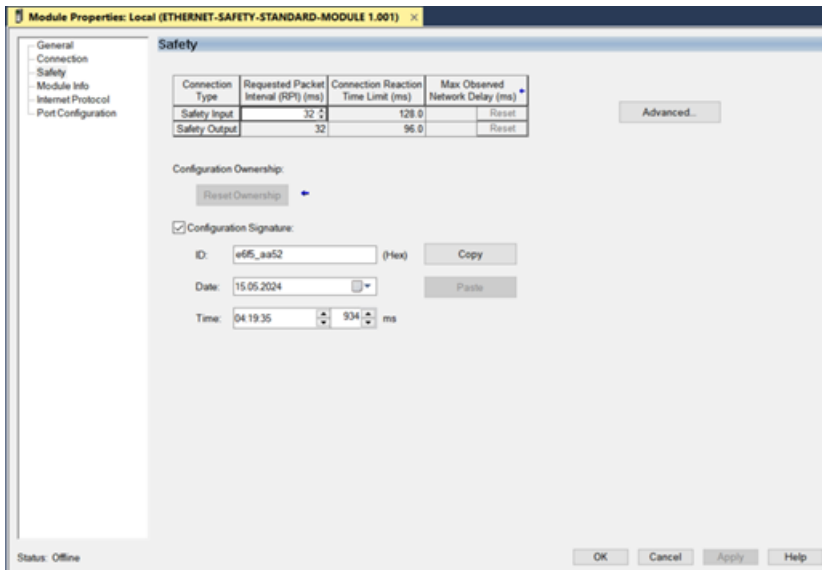 Module Properties: Local (ETHERNET-SAFETY-STANDARD-MODULE 1.001) ×
General
Connection
Safety
Module Info
Internet Protocol
Port Configuration
Safety
Connection Type Requested Packet Interval (RPI) (ms) Connection Reaction Time Limit (ms) Max Observed Network Delay (ms)
Safety Input 32 128.0 Reset
Safety Output 32 96.0 Reset
Advanced...
Configuration Ownership:
Reset Ownership
Configuration Signature:
ID: e6f5_aa52 (Hex) Copy
Date: 15.05.2024 Paste
Time: 04:19:35 934 ms
Status: Offline
OK Cancel Apply Help